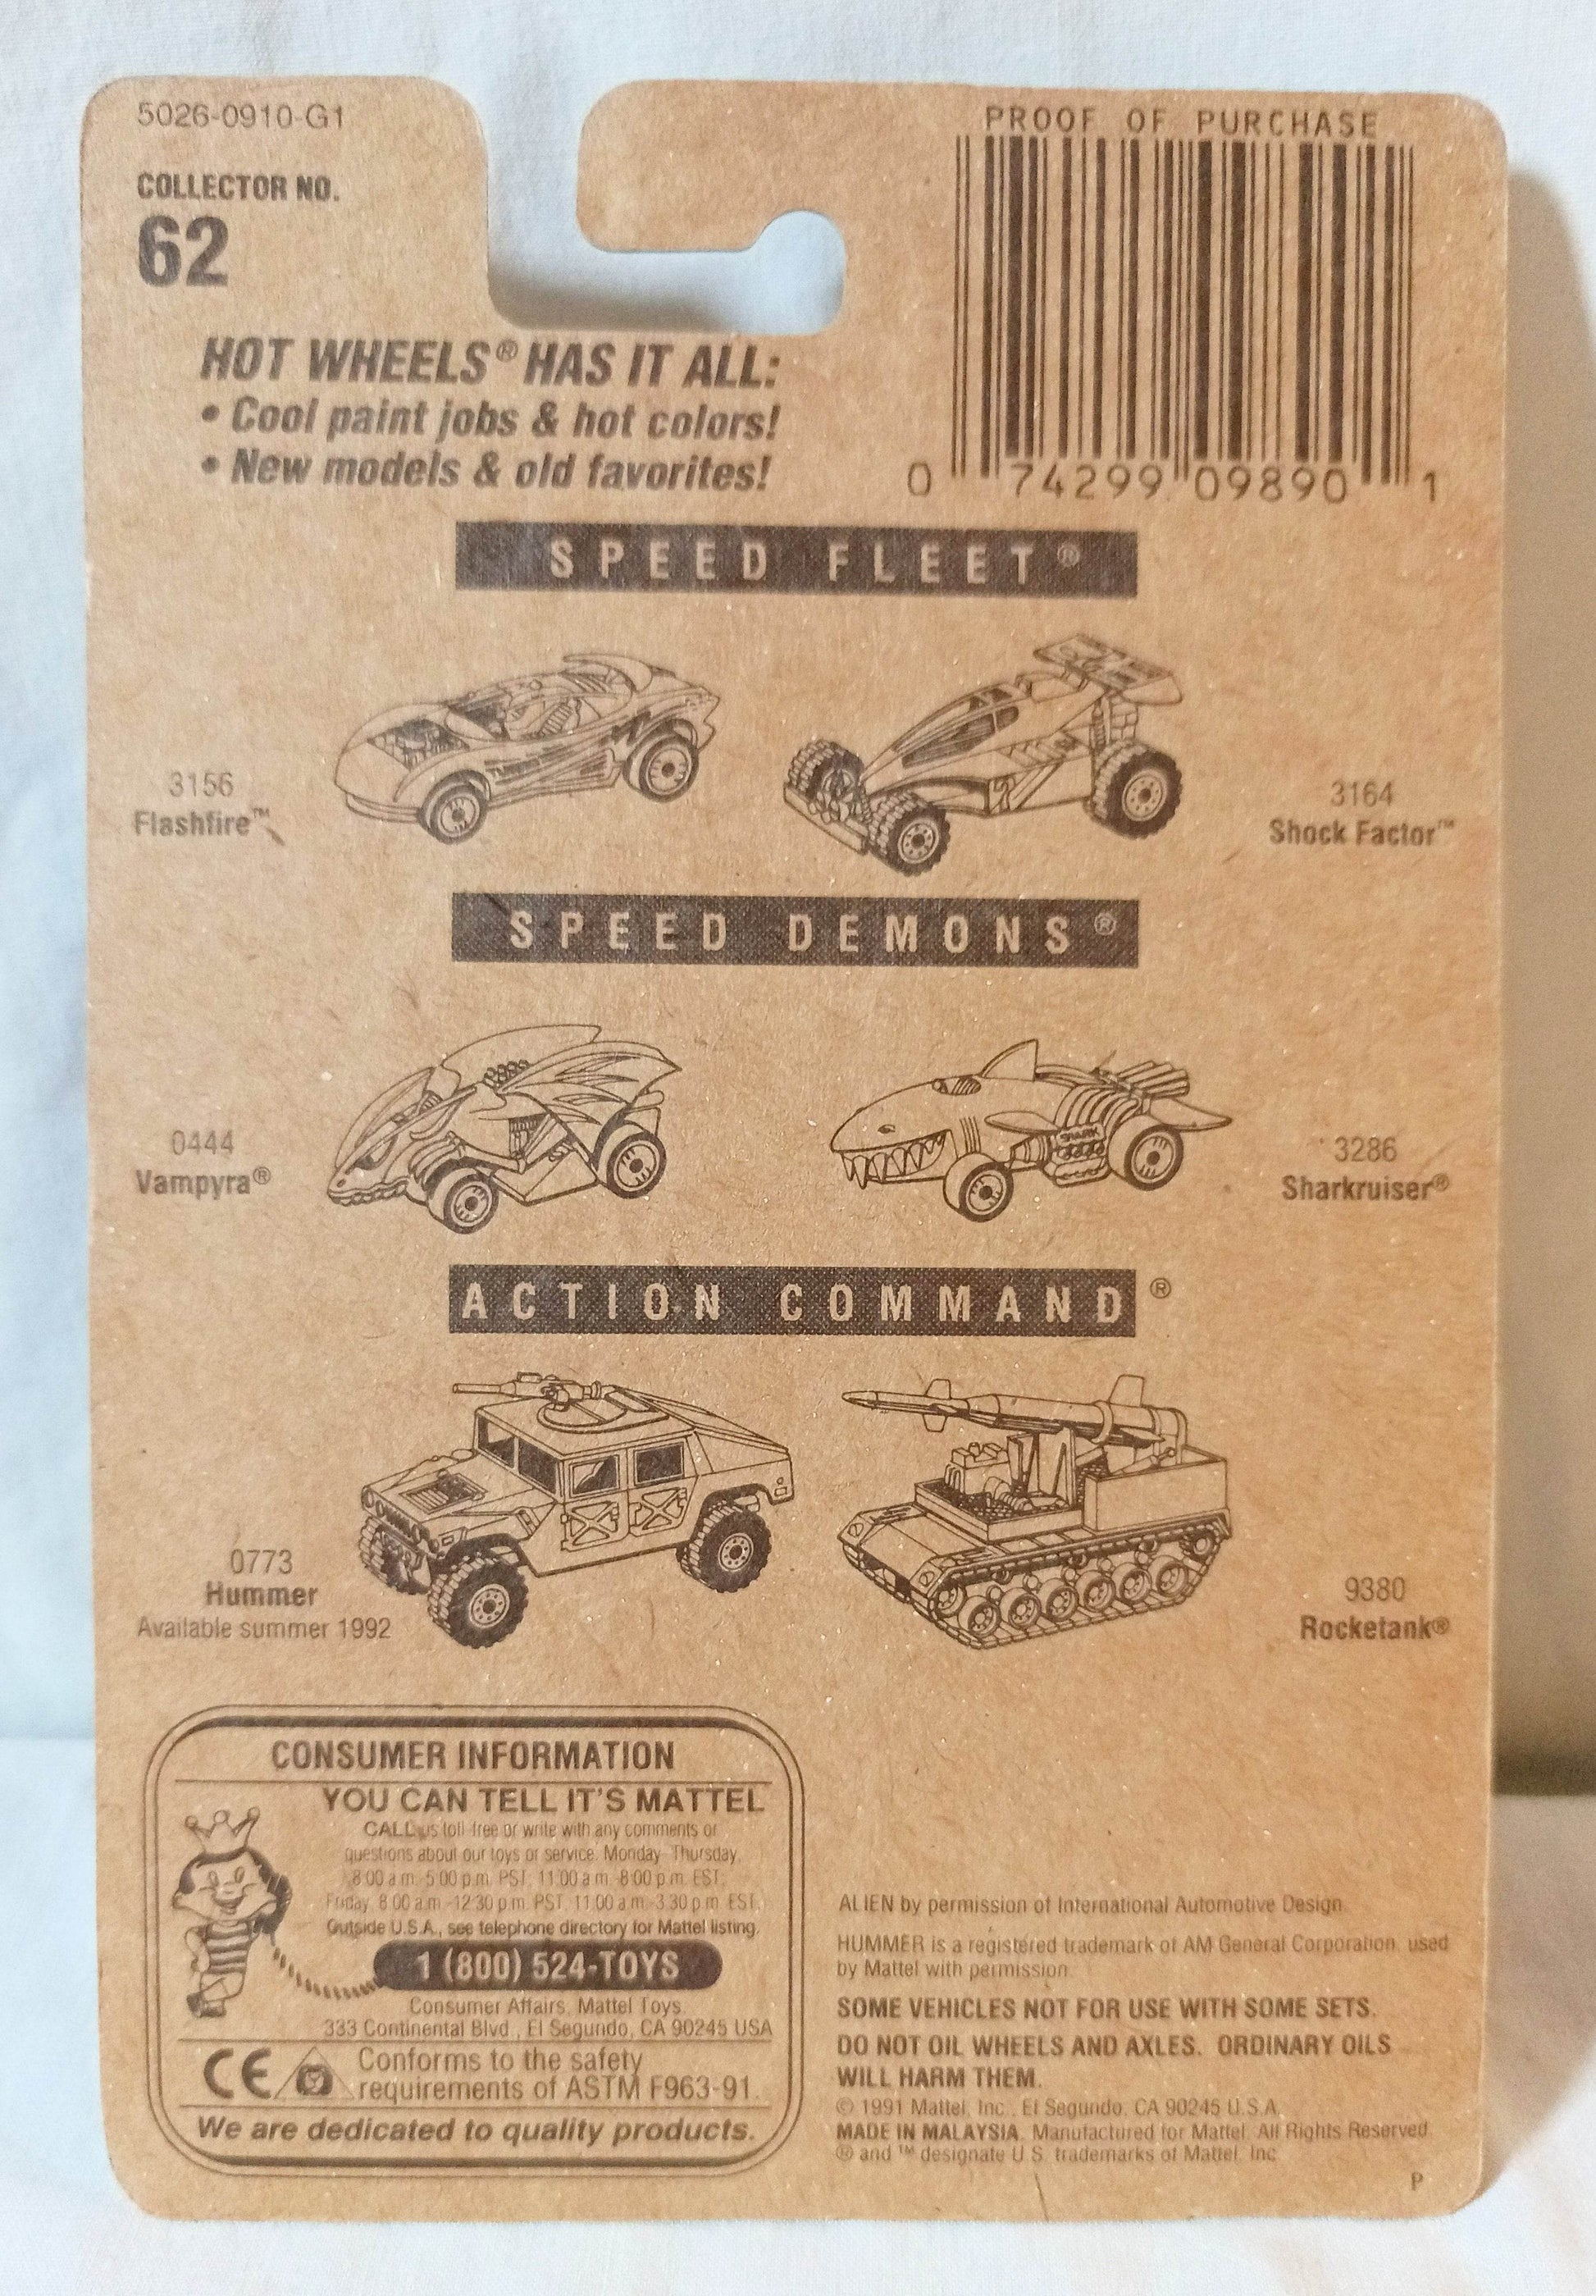 5026-0910-G1
COLLECTOR NO.
62
PROOF OF PURCHASE
0 74299 09890 1
HOT WHEELS® HAS IT ALL:
• Cool paint jobs & hot colors!
• New models & old favorites!
SPEED FLEET®
TURBO
3156
Flashfire™
3164
Shock Factor™
SPEED DEMONS®
0444
Vampyra®
SHARK
3286
Sharkruiser®
ACTION COMMAND®
0773
Hummer
Available summer 1992
9380
Rocketank®
CONSUMER INFORMATION
YOU CAN TELL IT'S MATTEL
CALL us toll-free or write with any comments or
questions about our toys or service. Monday-Thursday,
8:00 a.m.-5:00 p.m. PST; 11:00 a.m.-8:00 p.m. EST;
Friday, 8:00 a.m.-12:30 p.m. PST, 11:00 a.m.-3:30 p.m. EST.
Outside U.S.A., see telephone directory for Mattel listing.
1 (800) 524-TOYS
Consumer Affairs, Mattel Toys,
333 Continental Blvd., El Segundo, CA 90245 USA
CE Conforms to the safety
requirements of ASTM F963-91.
We are dedicated to quality products.
ALIEN by permission of International Automotive Design.
HUMMER is a registered trademark of AM General Corporation, used
by Mattel with permission.
SOME VEHICLES NOT FOR USE WITH SOME SETS.
DO NOT OIL WHEELS AND AXLES. ORDINARY OILS
WILL HARM THEM.
© 1991 Mattel, Inc., El Segundo, CA 90245 U.S.A.
MADE IN MALAYSIA. Manufactured for Mattel. All Rights Reserved.
® and ™ designate U.S. trademarks of Mattel, Inc.
P